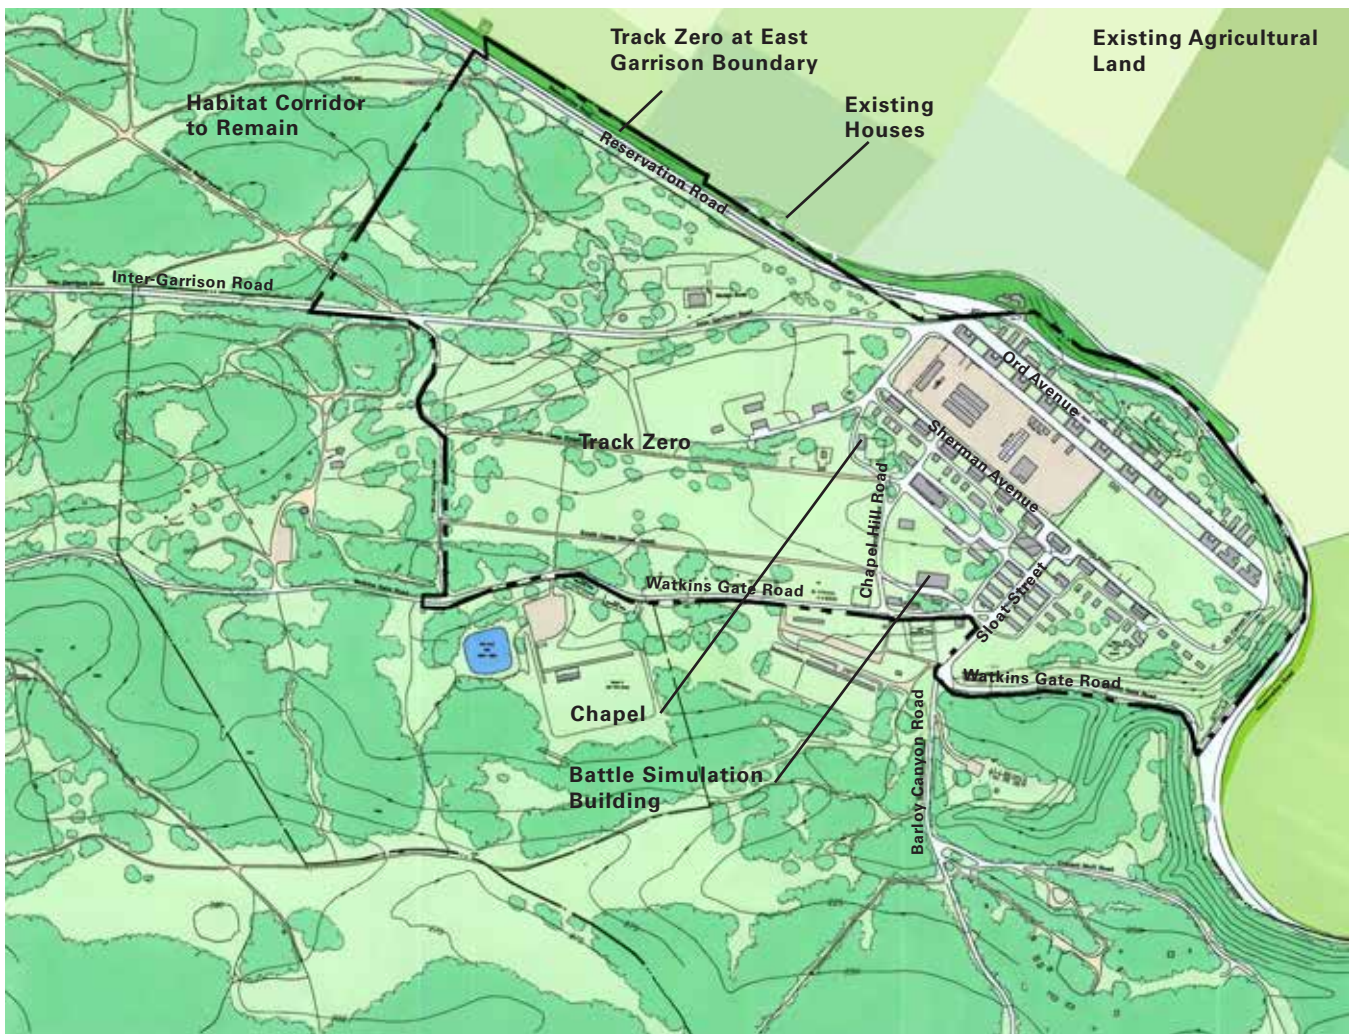 Track Zero at East
Garrison Boundary
Existing Agricultural
Land
Habitat Corridor
to Remain
Existing
Houses
Reservation Road
Inter-Garrison Road
Ord Avenue
Sherman Avenue
Track Zero
Chapel Hill Road
Watkins Gate Road
Sloat Street
Watkins Gate Road
Chapel
Battle Simulation
Building
Barloy Canyon Road